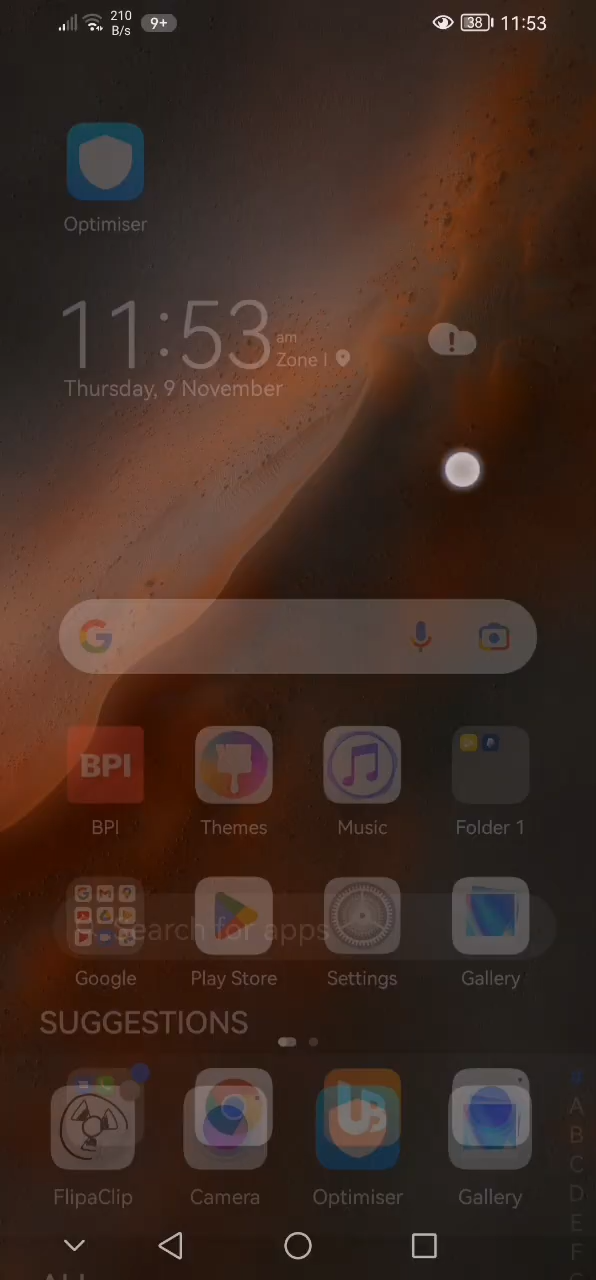 210
B/s
9+
38
11:53
Optimiser
11:53
am
Zone I
Thursday, 9 November
BPI
BPI
Themes
Music
Folder 1
Search for apps
Google
Play Store
Settings
Gallery
SUGGESTIONS
UB
#
A
B
C
D
E
F
FlipaClip
Camera
Optimiser
Gallery